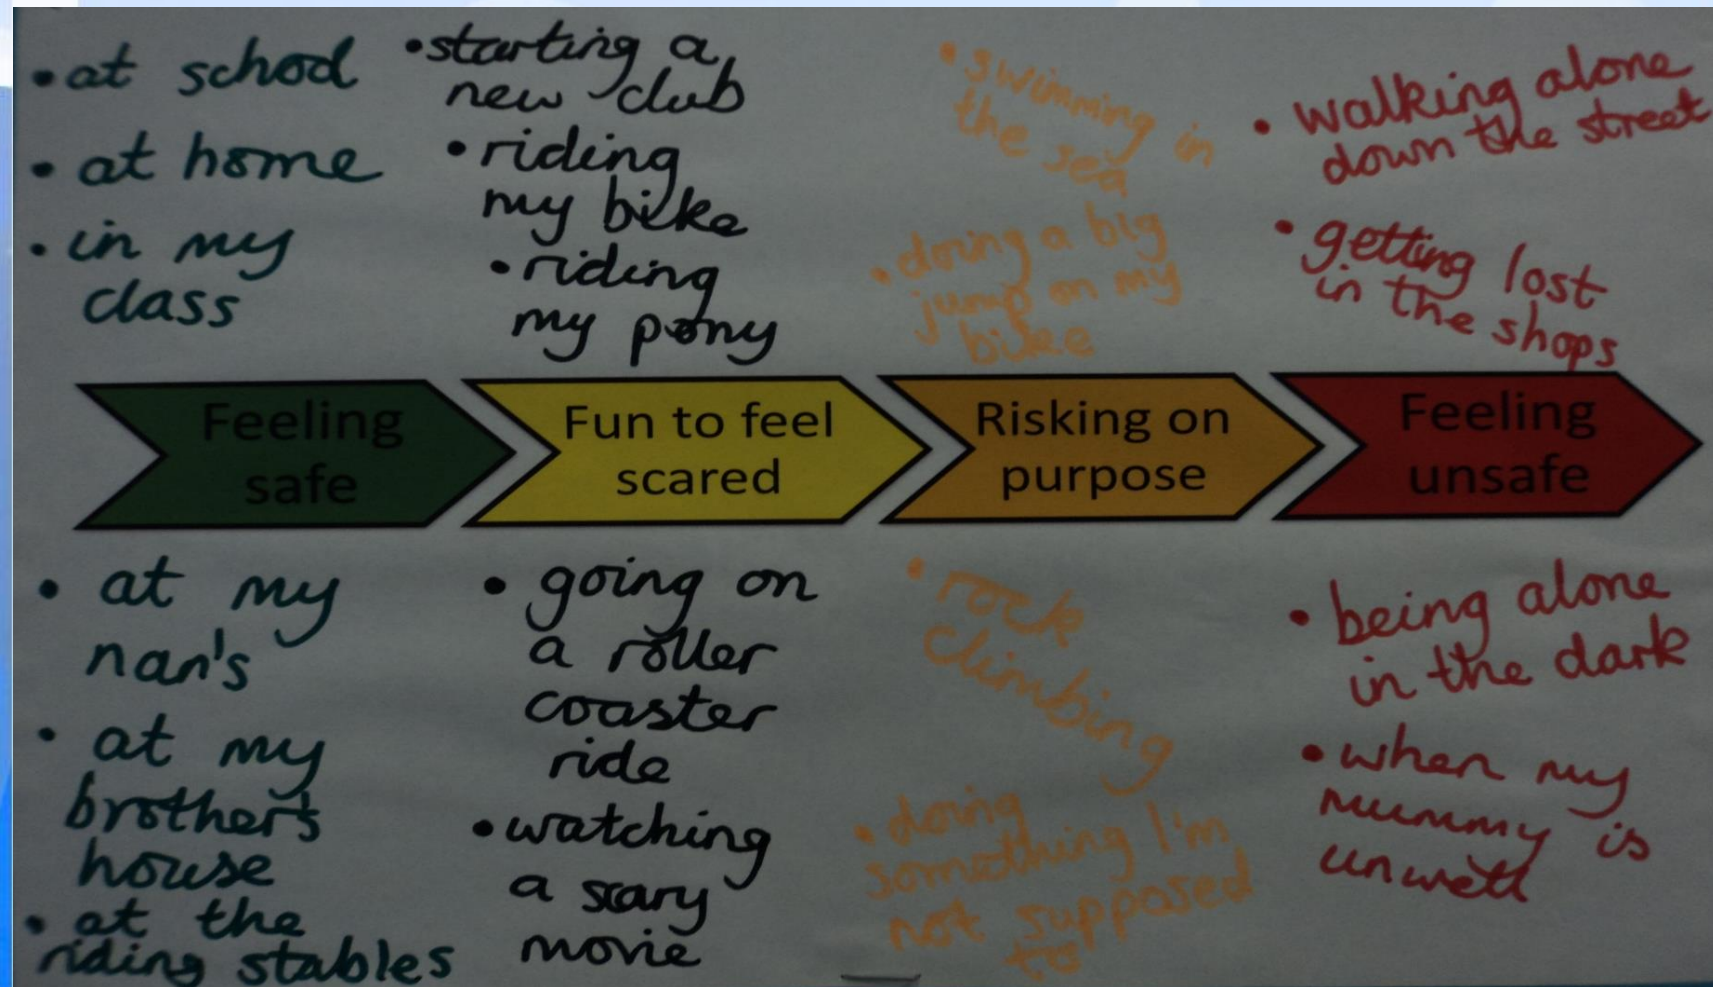 • at school
• at home
• in my
class
• starting a
new club
• riding
my bike
• riding
my pony
• swimming in
the sea
• doing a big
jump on my
bike
• walking alone
down the street
• getting lost
in the shops
Feeling
safe
Fun to feel
scared
Risking on
purpose
Feeling
unsafe
• at my
nan's
• at my
brother's
house
• at the
riding stables
• going on
a roller
coaster
ride
• watching
a scary
movie
• rock
climbing
• doing
something I'm
not supposed
to
• being alone
in the dark
• when my
mummy is
unwell